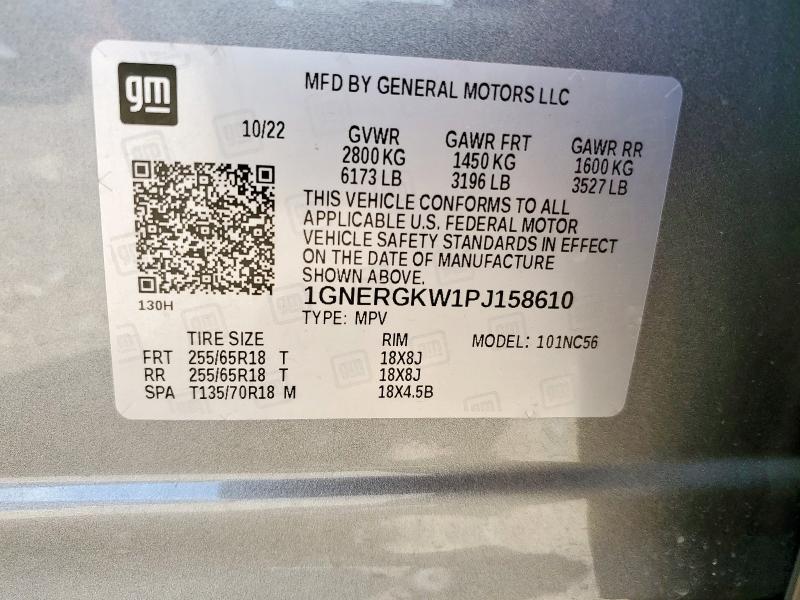 gm
MFD BY GENERAL MOTORS LLC
10/22 GVWR GAWR FRT GAWR RR
2800 KG 1450 KG 1600 KG
6173 LB 3196 LB 3527 LB
THIS VEHICLE CONFORMS TO ALL
APPLICABLE U.S. FEDERAL MOTOR
VEHICLE SAFETY STANDARDS IN EFFECT
ON THE DATE OF MANUFACTURE
SHOWN ABOVE.
130H
1GNERGKW1PJ158610
TYPE: MPV
TIRE SIZE RIM MODEL: 101NC56
FRT 255/65R18 T 18X8J
RR 255/65R18 T 18X8J
SPA T135/70R18 M 18X4.5B